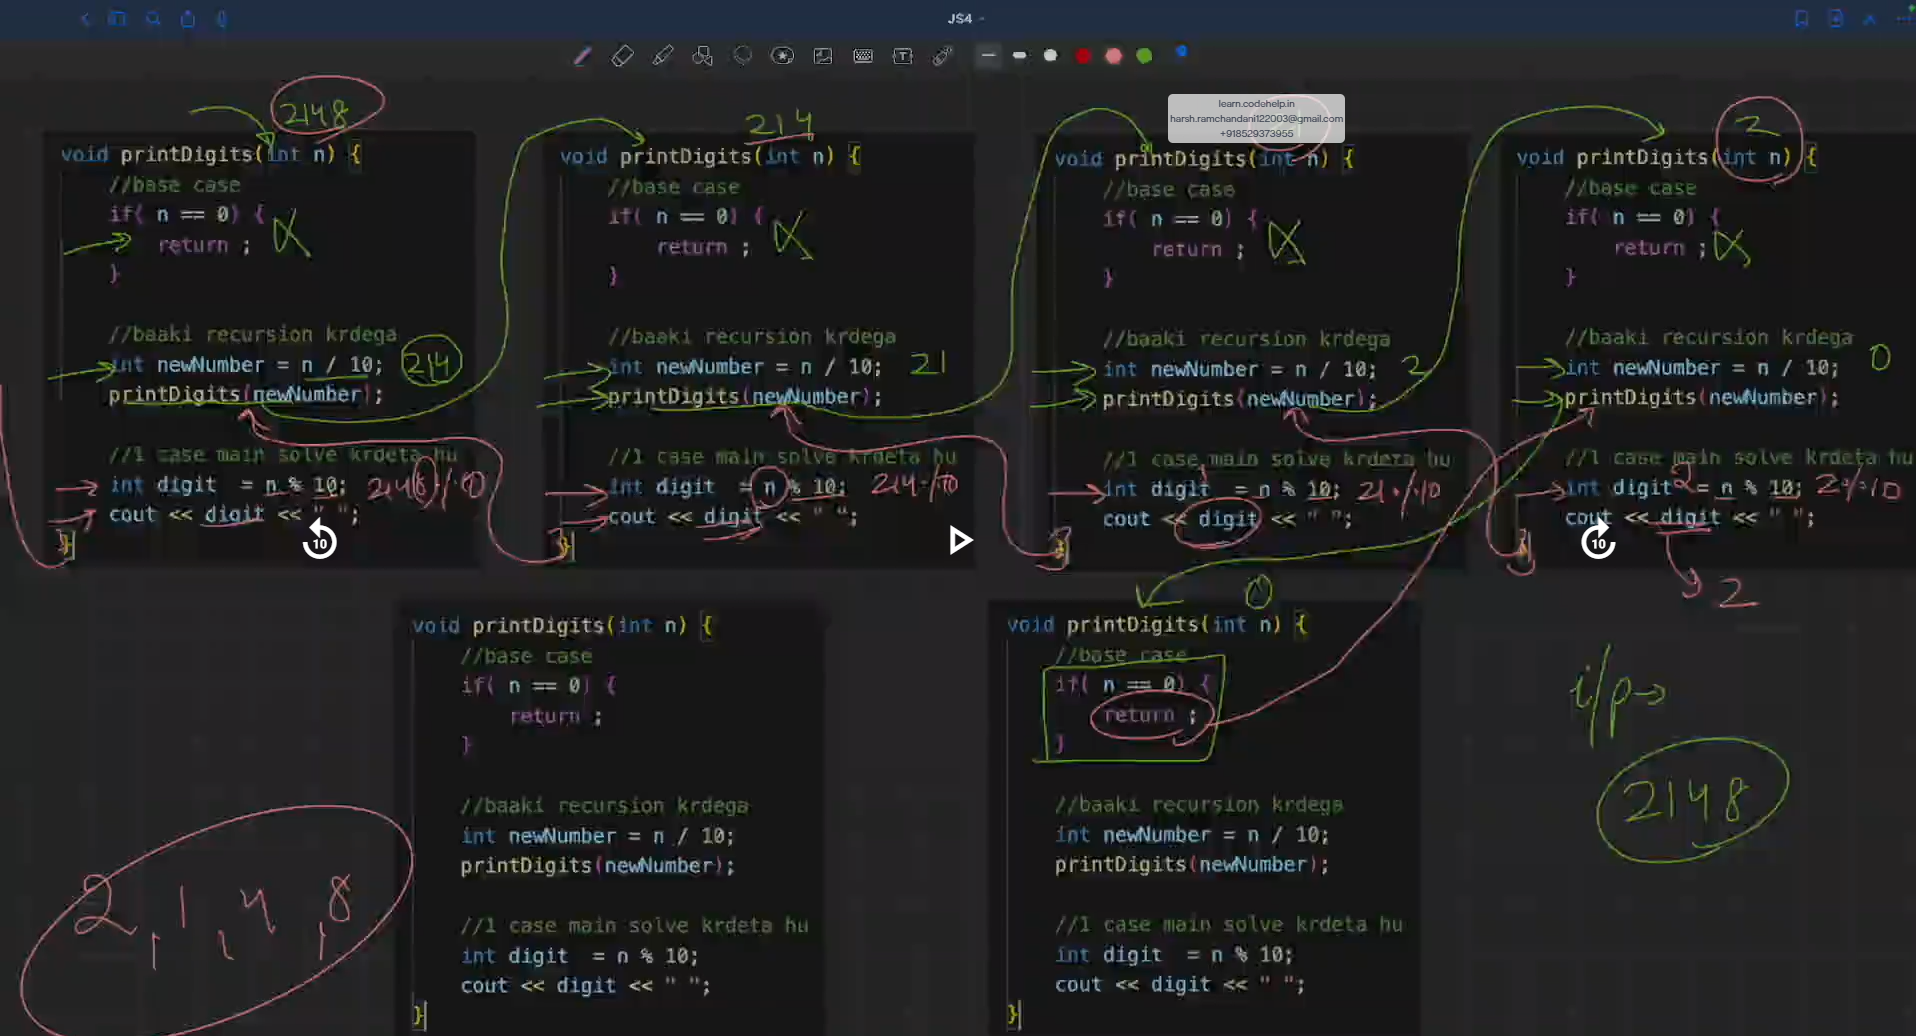 JS4
learn.codehelp.in
harsh.ramchandani122003@gmail.com
+918529373955
2148
void printDigits(int n) {
//base case
if( n == 0) {
return ;
}
//baaki recursion krdega
int newNumber = n / 10; 214
printDigits(newNumber);
//1 case main solve krdeta hu
int digit = n % 10; 2148 % 10
cout << digit << " ";
}
10
214
void printDigits(int n) {
//base case
if( n == 0) {
return ;
}
//baaki recursion krdega
int newNumber = n / 10; 21
printDigits(newNumber);
//1 case main solve krdeta hu
int digit = n % 10; 214 % 10
cout << digit << " ";
}
void printDigits(int n) {
//base case
if( n == 0) {
return ;
}
//baaki recursion krdega
int newNumber = n / 10; 2
printDigits(newNumber);
//1 case main solve krdeta hu
1
int digit = n % 10; 21 % 10
cout << digit << " ";
}
2
void printDigits(int n) {
//base case
if( n == 0) {
return ;
}
//baaki recursion krdega
int newNumber = n / 10; 0
printDigits(newNumber);
//1 case main solve krdeta hu
2
int digit = n % 10; 2 % 10
cout << digit << " ";
10
2
void printDigits(int n) {
//base case
if( n == 0) {
return ;
}
//baaki recursion krdega
int newNumber = n / 10;
printDigits(newNumber);
//1 case main solve krdeta hu
int digit = n % 10;
cout << digit << " ";
}
0
void printDigits(int n) {
//base case
if( n == 0) {
return ;
}
//baaki recursion krdega
int newNumber = n / 10;
printDigits(newNumber);
//1 case main solve krdeta hu
int digit = n % 10;
cout << digit << " ";
}
i/p→
2148
2, 1, 4, 8